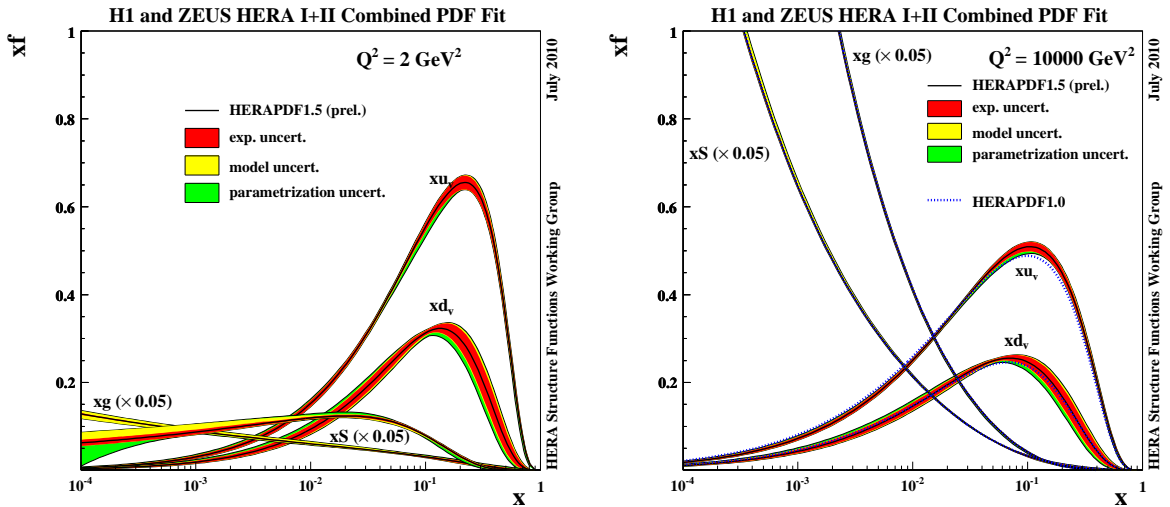 H1 and ZEUS HERA I+II Combined PDF Fit
xf
1
0.8
0.6
0.4
0.2
Q² = 2 GeV²
HERAPDF1.5 (prel.)
exp. uncert.
model uncert.
parametrization uncert.
xuᵥ
xdᵥ
xg (× 0.05)
xS (× 0.05)
10⁻⁴
10⁻³
10⁻²
10⁻¹
1
x
July 2010
HERA Structure Functions Working Group
H1 and ZEUS HERA I+II Combined PDF Fit
xf
1
0.8
0.6
0.4
0.2
xg (× 0.05)
Q² = 10000 GeV²
HERAPDF1.5 (prel.)
exp. uncert.
model uncert.
parametrization uncert.
HERAPDF1.0
xS (× 0.05)
xuᵥ
xdᵥ
10⁻⁴
10⁻³
10⁻²
10⁻¹
1
x
July 2010
HERA Structure Functions Working Group